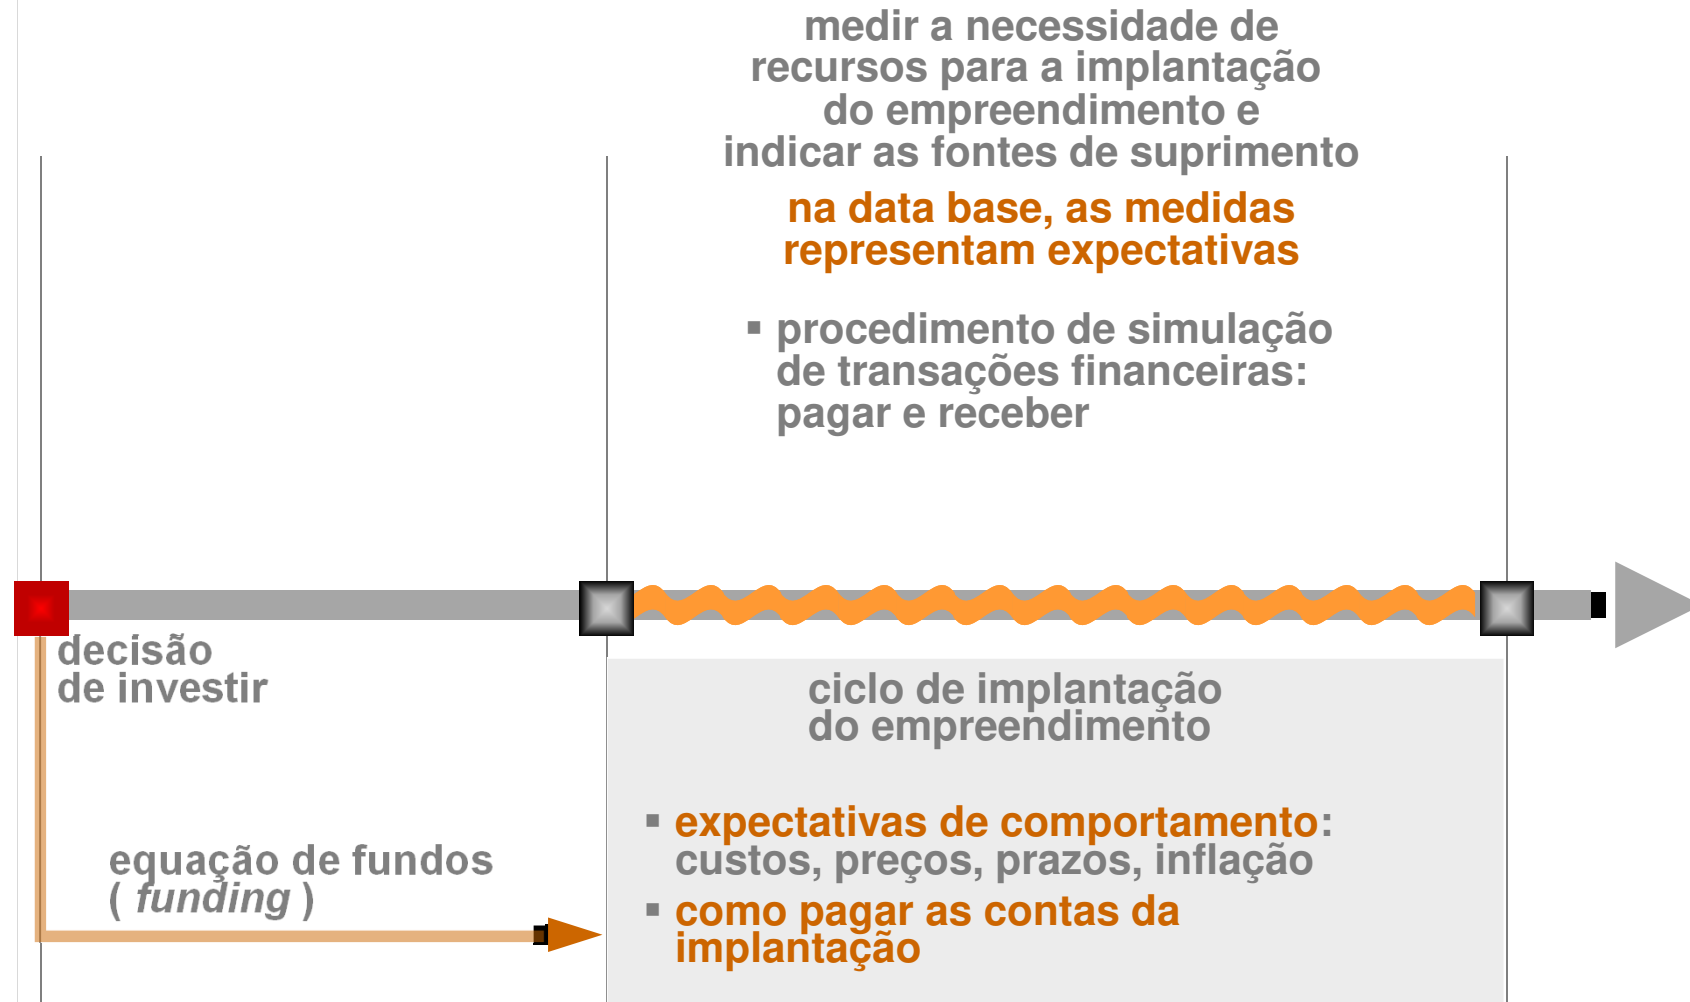 medir a necessidade de
recursos para a implantação
do empreendimento e
indicar as fontes de suprimento
na data base, as medidas
representam expectativas
▪ procedimento de simulação
de transações financeiras:
pagar e receber
decisão
de investir
ciclo de implantação
do empreendimento
▪ expectativas de comportamento:
custos, preços, prazos, inflação
▪ como pagar as contas da
implantação
equação de fundos
( funding )